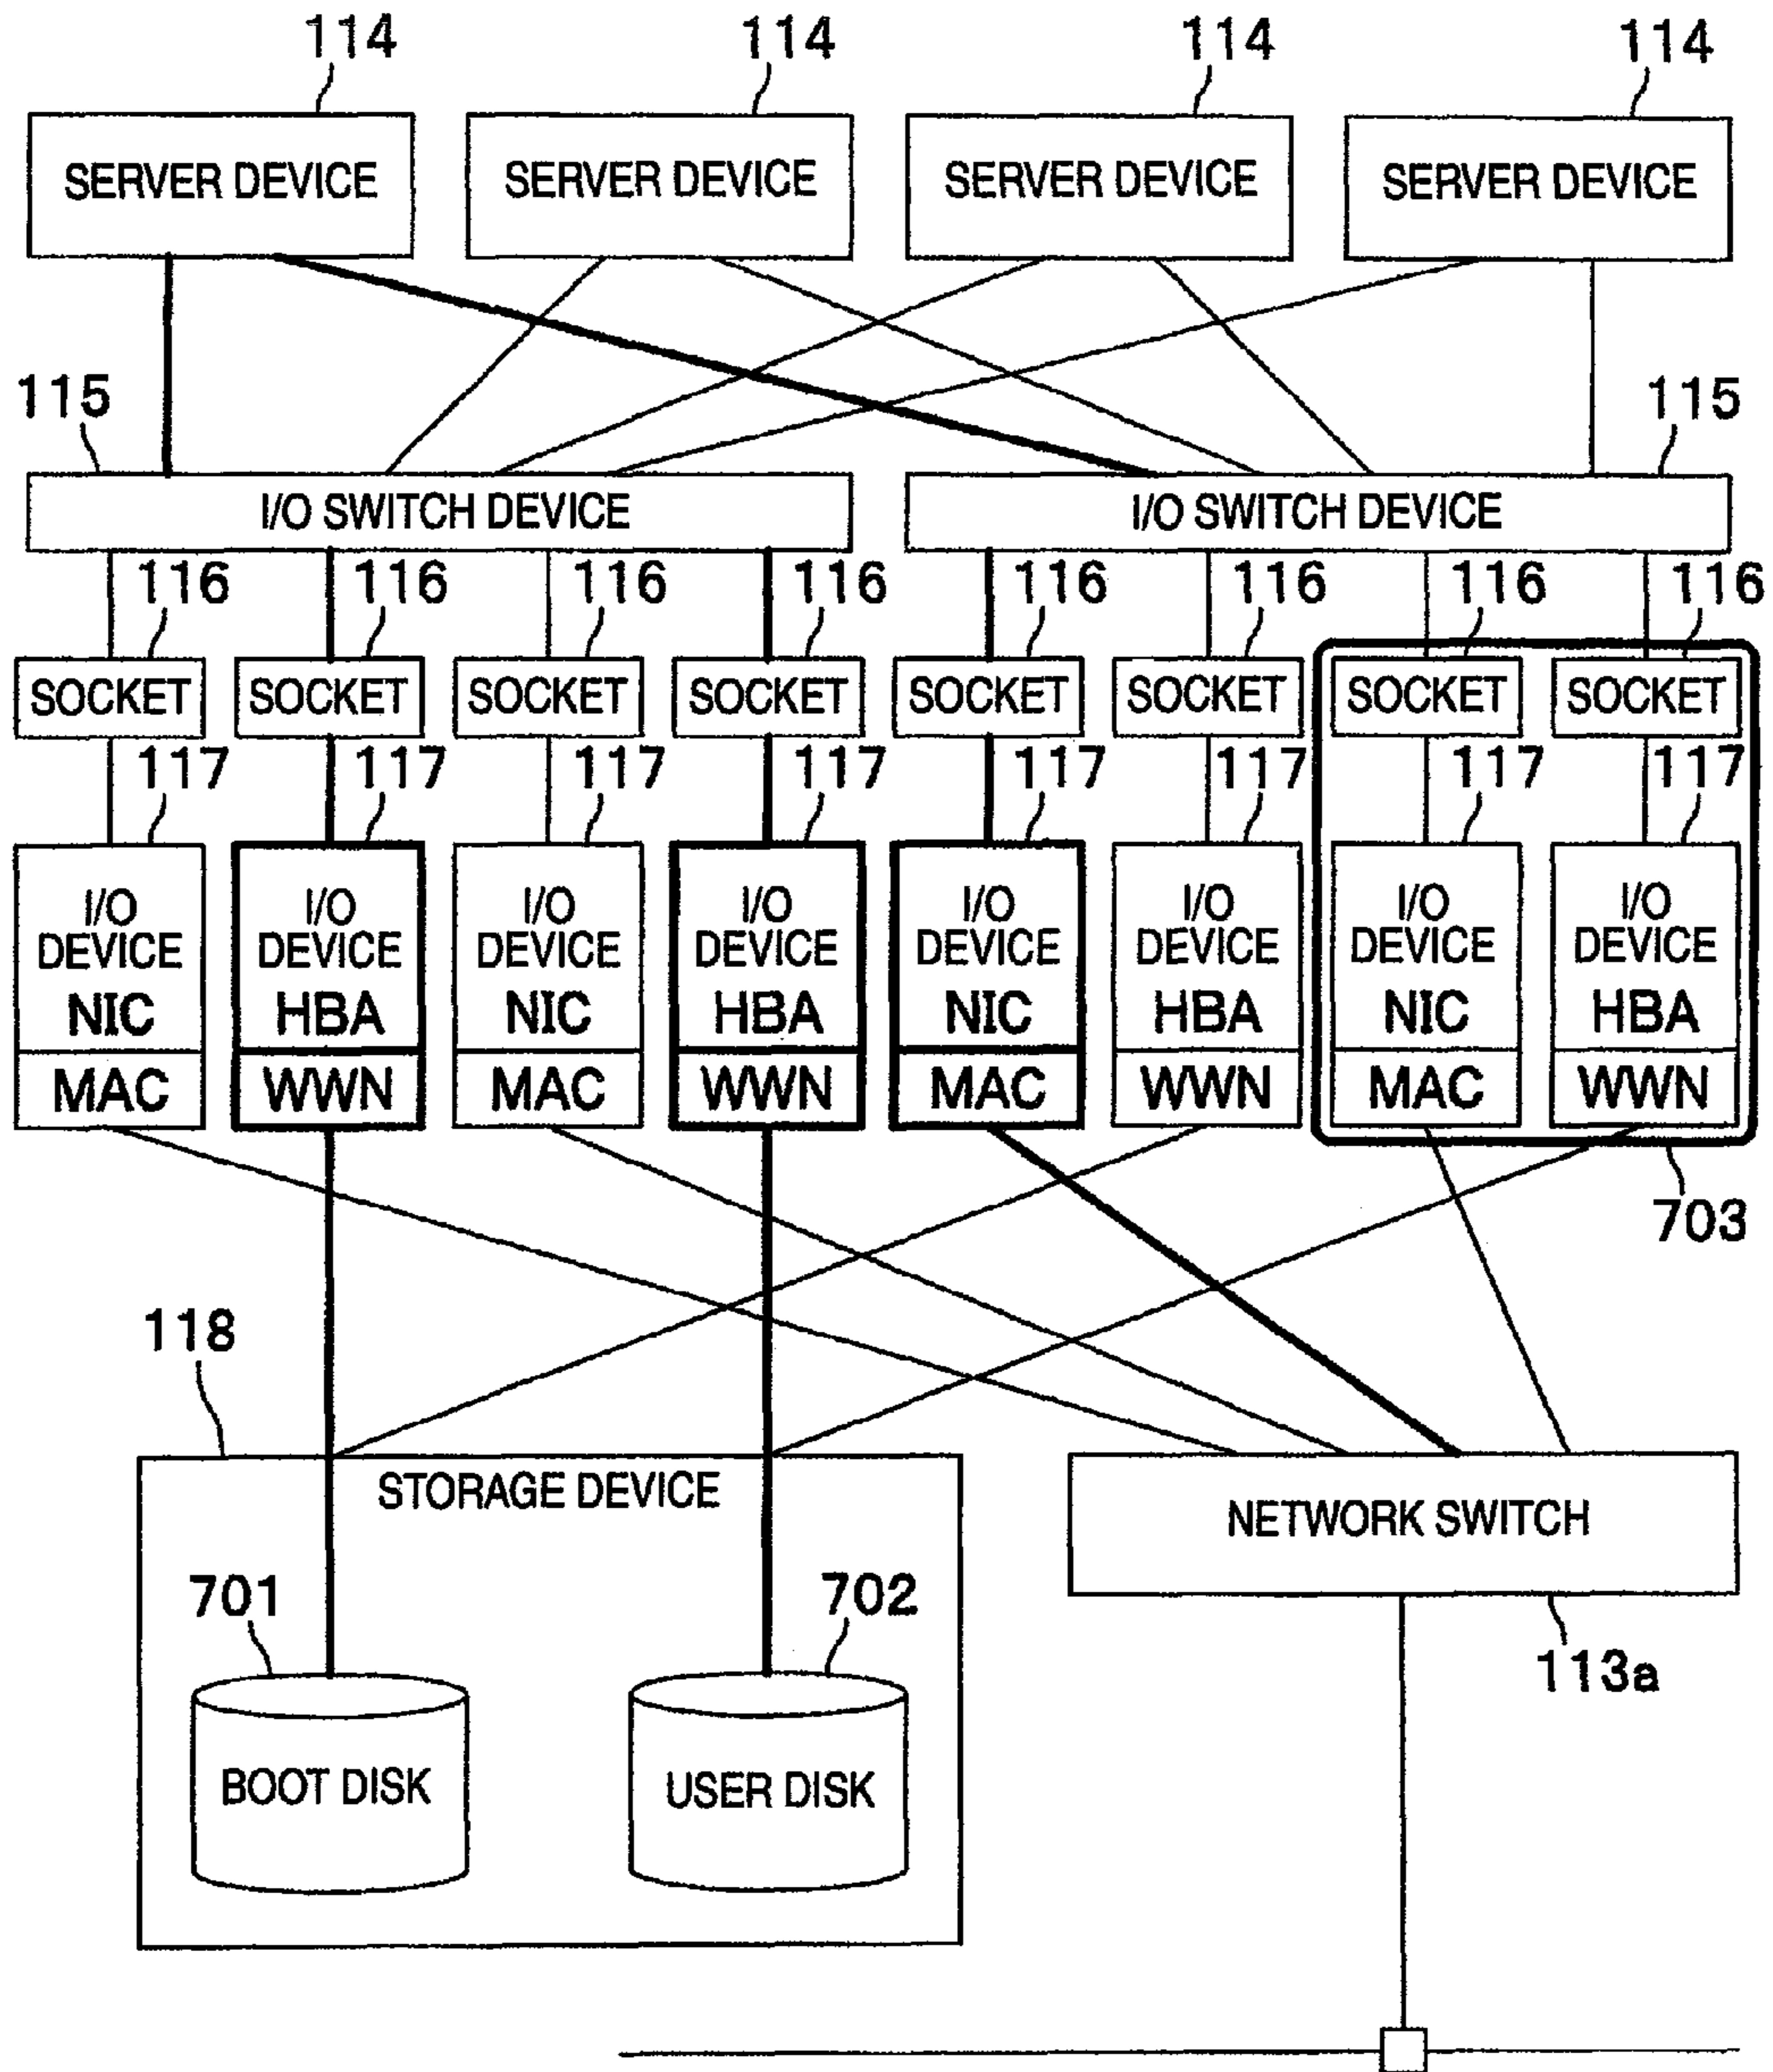 114 114 114 114
SERVER DEVICE SERVER DEVICE SERVER DEVICE SERVER DEVICE
115 115
I/O SWITCH DEVICE I/O SWITCH DEVICE
116 116 116 116 116 116 116 116
SOCKET SOCKET SOCKET SOCKET SOCKET SOCKET SOCKET SOCKET
117 117 117 117 117 117 117 117
I/O I/O I/O I/O I/O I/O I/O I/O
DEVICE DEVICE DEVICE DEVICE DEVICE DEVICE DEVICE DEVICE
NIC HBA NIC HBA NIC HBA NIC HBA
MAC WWN MAC WWN MAC WWN MAC WWN
703
118
STORAGE DEVICE
NETWORK SWITCH
701 702
113a
BOOT DISK USER DISK